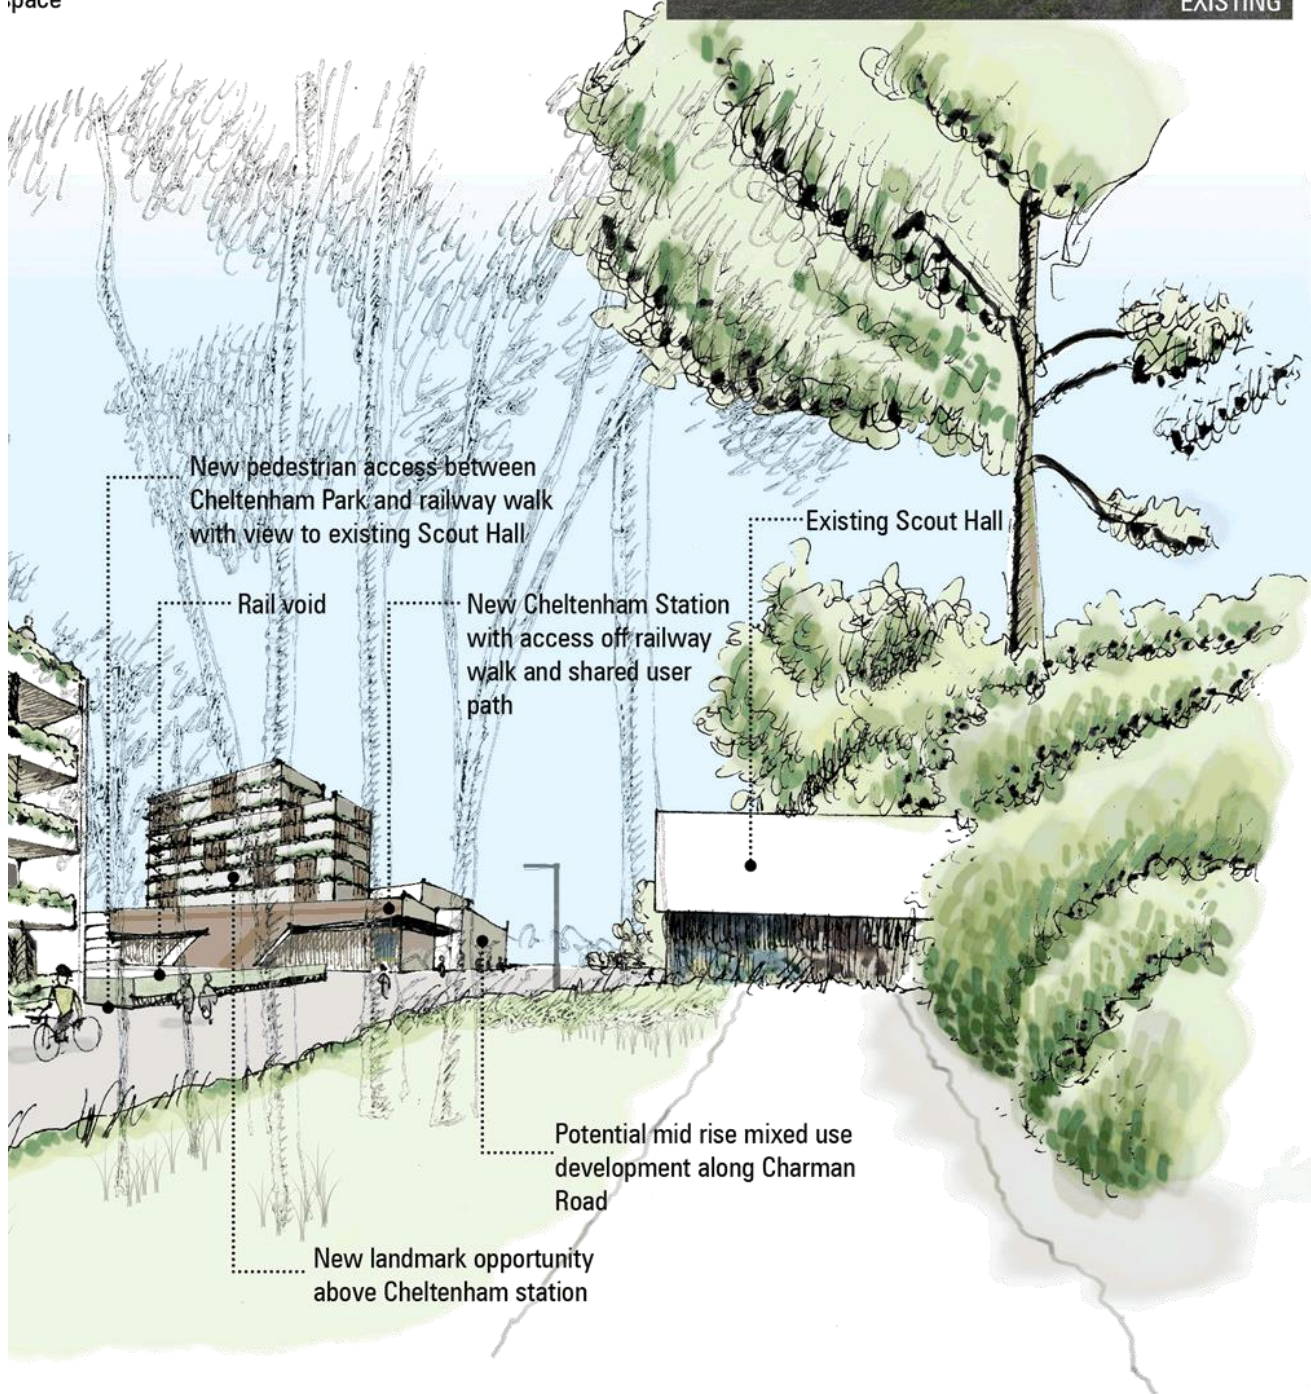 space
EXISTING
New pedestrian access between
Cheltenham Park and railway walk
with view to existing Scout Hall
Existing Scout Hall
Rail void
New Cheltenham Station
with access off railway
walk and shared user
path
Potential mid rise mixed use
development along Charman
Road
New landmark opportunity
above Cheltenham station